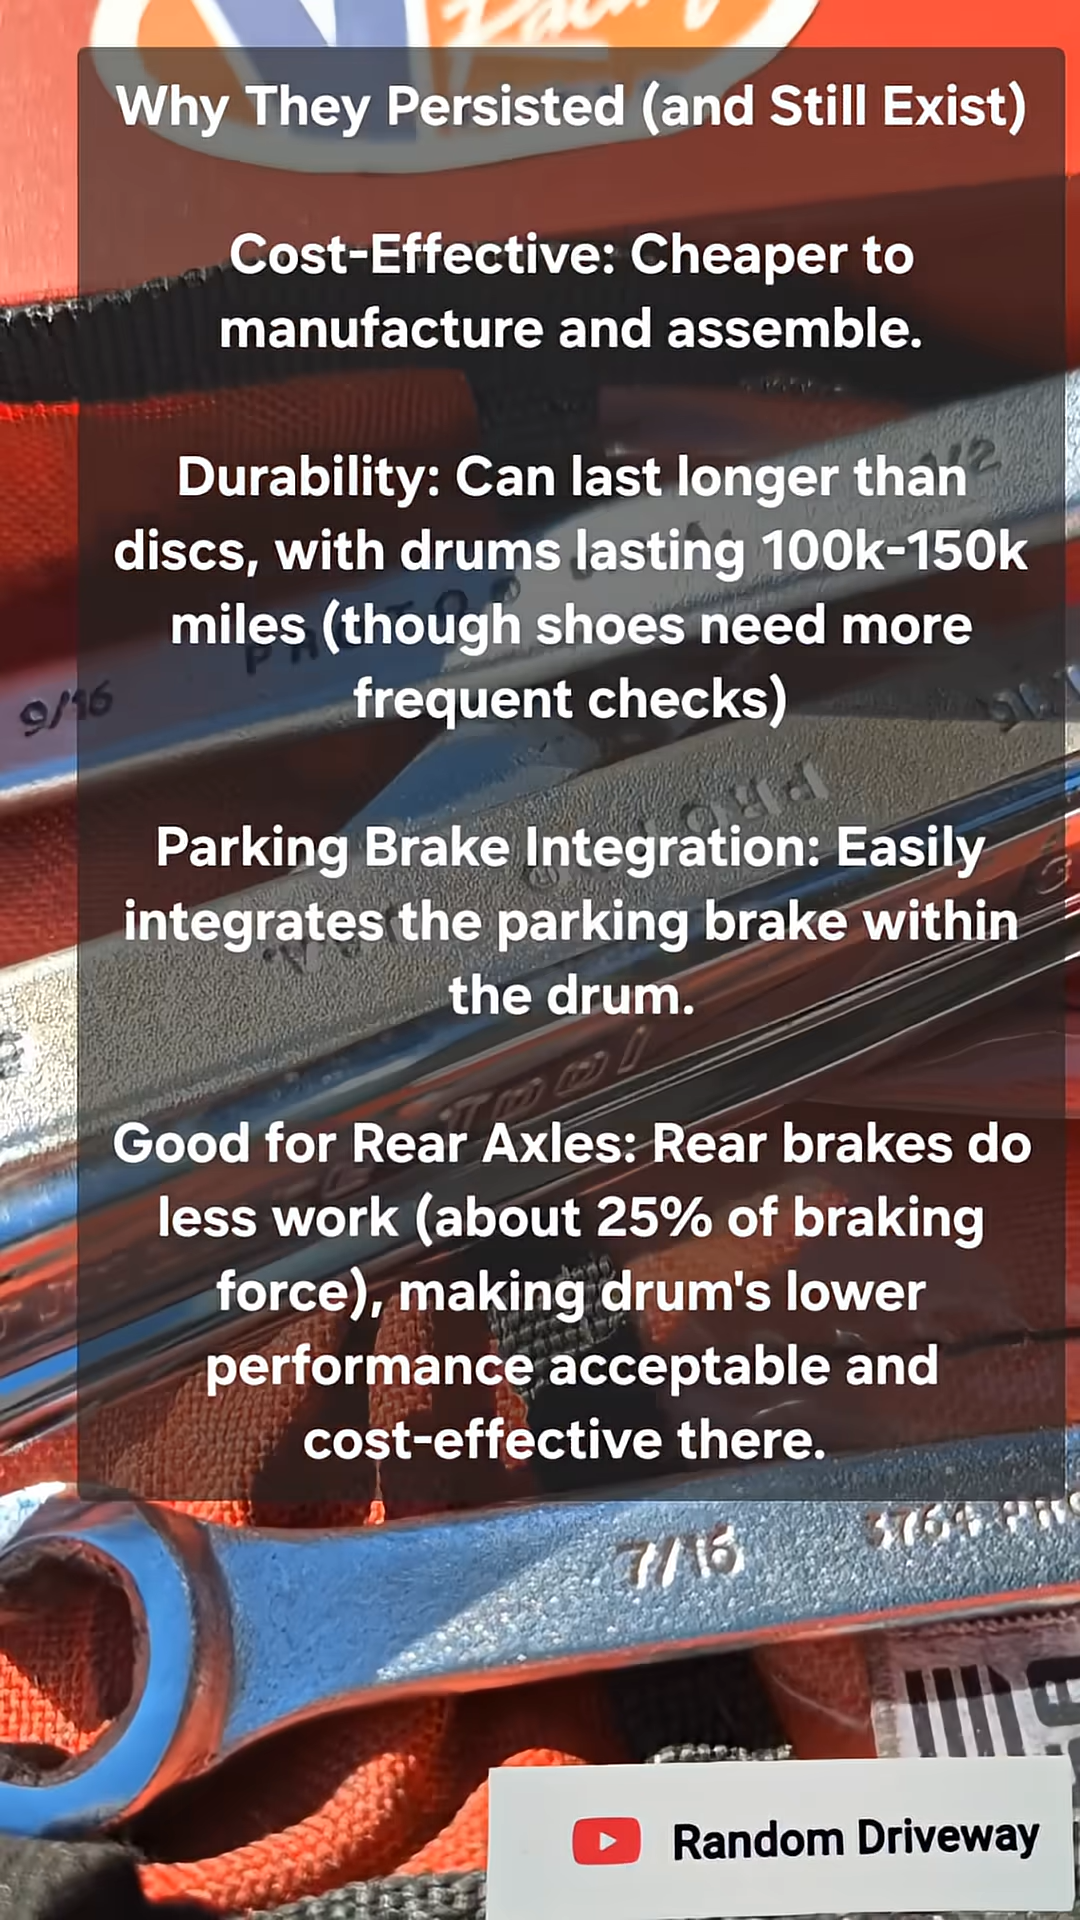 Racing
Why They Persisted (and Still Exist)
Cost-Effective: Cheaper to
manufacture and assemble.
Durability: Can last longer than
discs, with drums lasting 100k-150k
miles (though shoes need more
frequent checks)
Parking Brake Integration: Easily
integrates the parking brake within
the drum.
Good for Rear Axles: Rear brakes do
less work (about 25% of braking
force), making drum's lower
performance acceptable and
cost-effective there.
1/2
9/16
7/16
Random Driveway